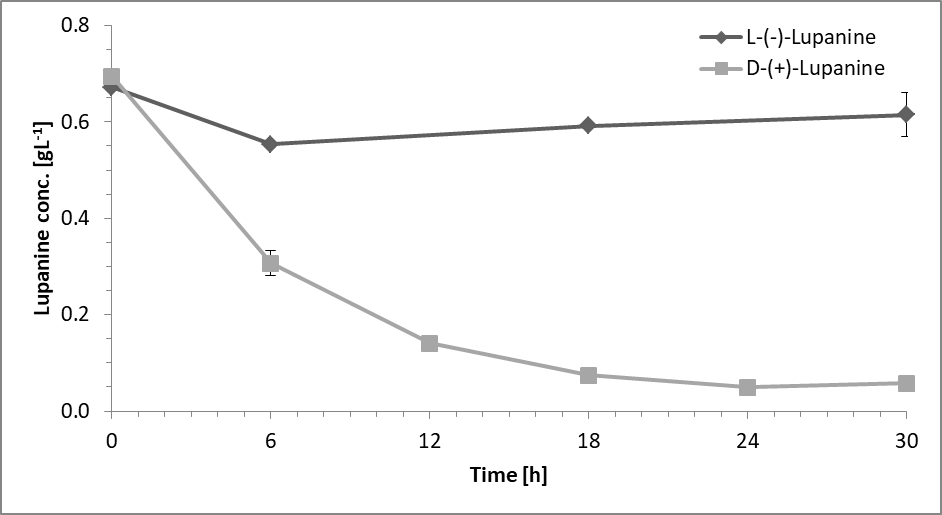 0.8
0.6
0.4
0.2
0.0
Lupanine conc. [gL-1]
L-(-)-Lupanine
D-(+)-Lupanine
0 6 12 18 24 30
Time [h]